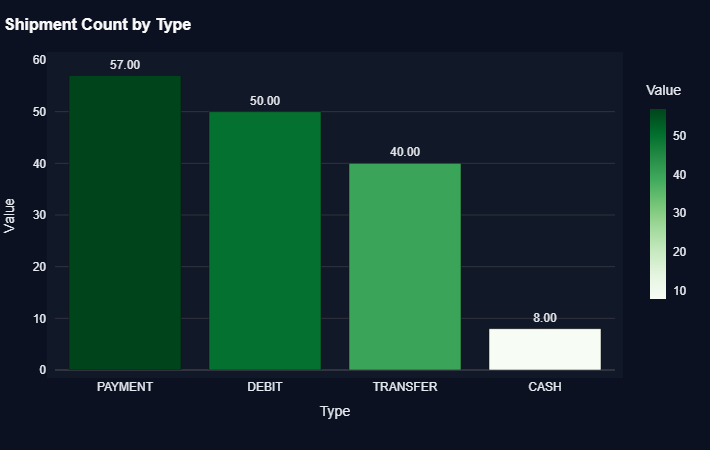 Shipment Count by Type
Value
60
50
40
30
20
10
0
57.00
50.00
40.00
8.00
PAYMENT
DEBIT
TRANSFER
CASH
Type
Value
50
40
30
20
10